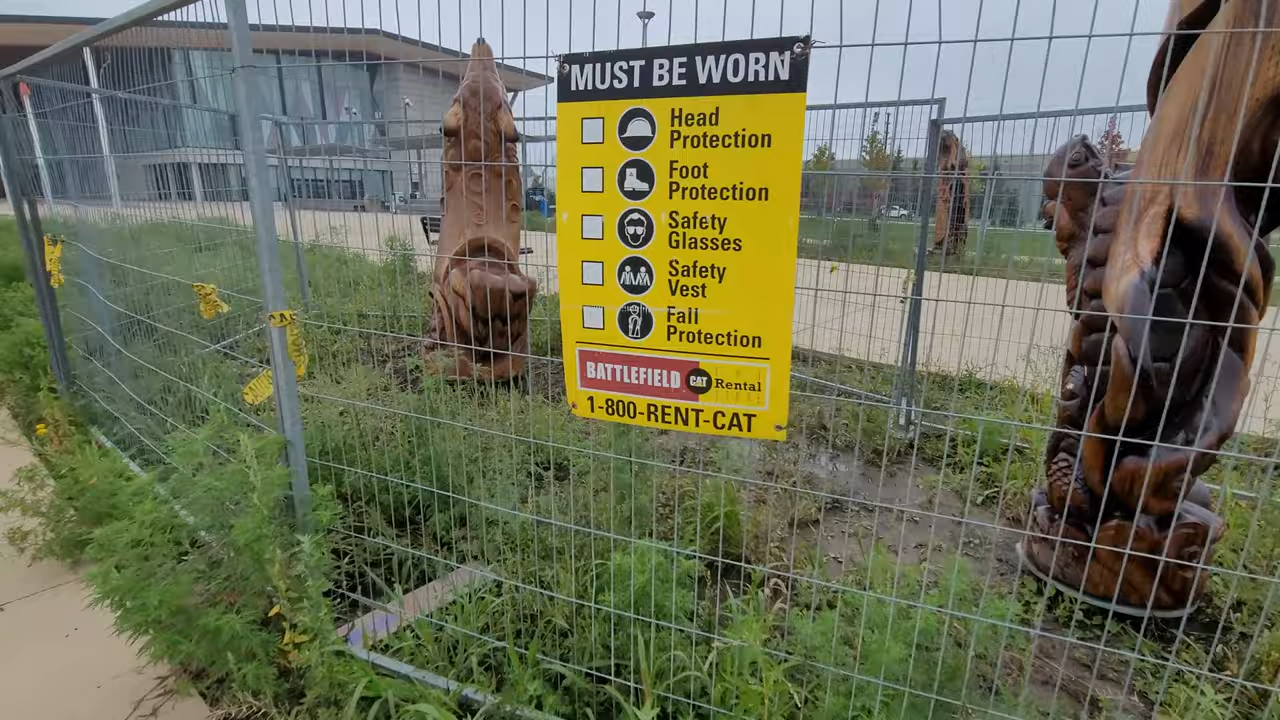 MUST BE WORN
Head
Protection
Foot
Protection
Safety
Glasses
Safety
Vest
Fall
Protection
BATTLEFIELD CAT Rental
1-800-RENT-CAT